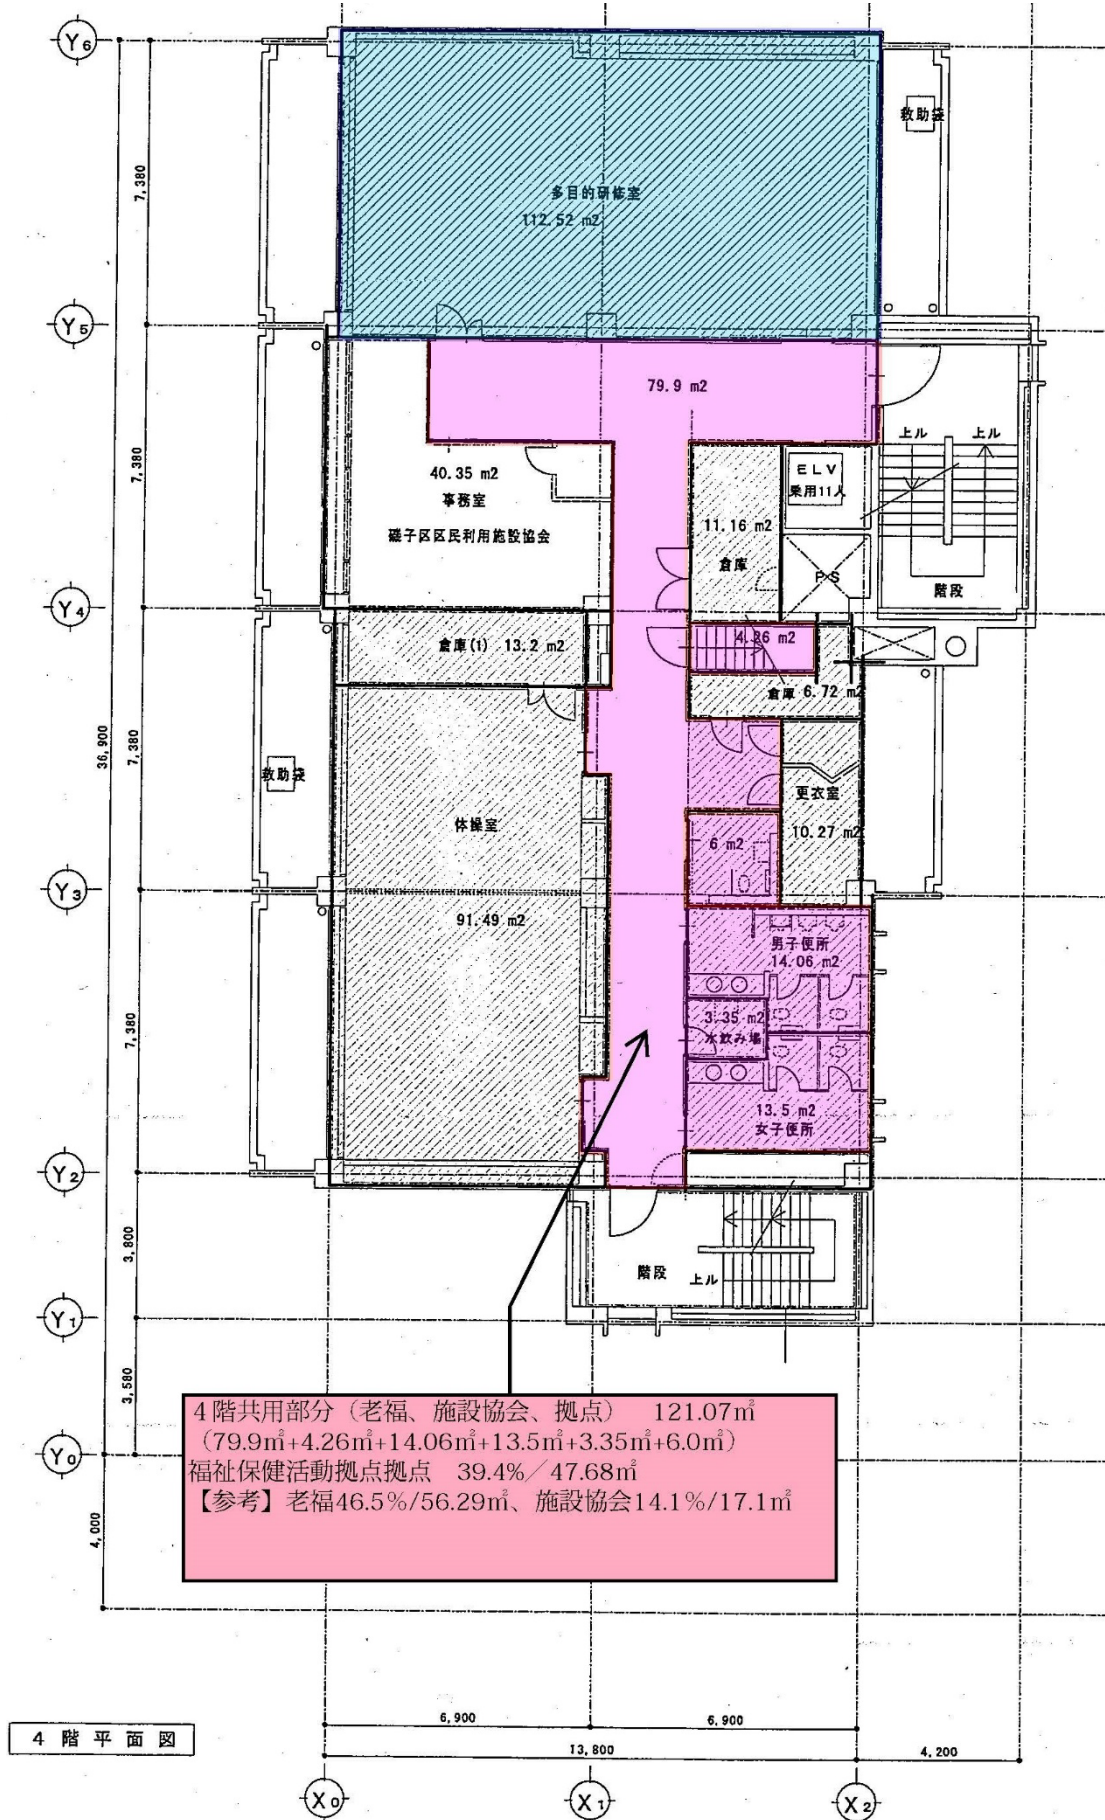 Y6
救助袋
7,380
多目的研修室
112.52 m2
Y5
79.9 m2
上ル
上ル
7,380
40.35 m2
事務室
磯子区区民利用施設協会
ELV
乗用11人
11.16 m2
倉庫
PS
階段
Y4
倉庫(1) 13.2 m2
4.26 m2
倉庫 6.72 m2
36,900
7,380
救助袋
体操室
更衣室
10.27 m2
6 m2
Y3
91.49 m2
男子便所
14.06 m2
3.35 m2
水飲み場
7,380
13.5 m2
女子便所
Y2
3,800
階段
上ル
Y1
3,580
4階共用部分（老福、施設協会、拠点） 121.07㎡
（79.9㎡+4.26㎡+14.06㎡+13.5㎡+3.35㎡+6.0㎡）
福祉保健活動拠点拠点 39.4%／47.68㎡
【参考】老福46.5%/56.29㎡、施設協会14.1%/17.1㎡
Y0
4,000
6,900
6,900
4階平面図
13,800
4,200
X0
X1
X2